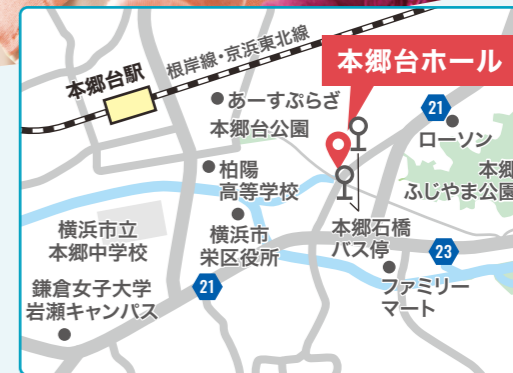 本郷台駅
根岸線・京浜東北線
本郷台ホール
あーすぷらざ
本郷台公園
21
ローソン
柏陽
高等学校
本郷
ふじやま公園
横浜市立
本郷中学校
横浜市
栄区役所
本郷石橋
バス停
23
21
ファミリー
マート
鎌倉女子大学
岩瀬キャンパス